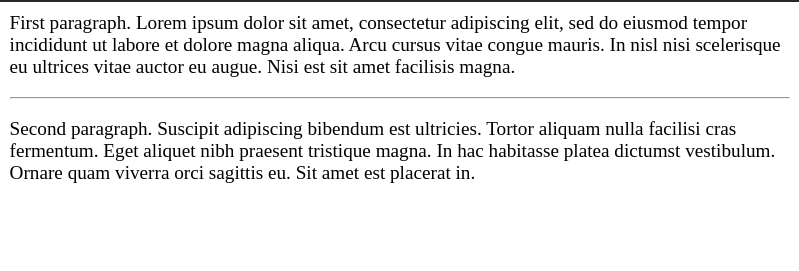 First paragraph. Lorem ipsum dolor sit amet, consectetur adipiscing elit, sed do eiusmod tempor
incididunt ut labore et dolore magna aliqua. Arcu cursus vitae congue mauris. In nisl nisi scelerisque
eu ultrices vitae auctor eu augue. Nisi est sit amet facilisis magna.
Second paragraph. Suscipit adipiscing bibendum est ultricies. Tortor aliquam nulla facilisi cras
fermentum. Eget aliquet nibh praesent tristique magna. In hac habitasse platea dictumst vestibulum.
Ornare quam viverra orci sagittis eu. Sit amet est placerat in.